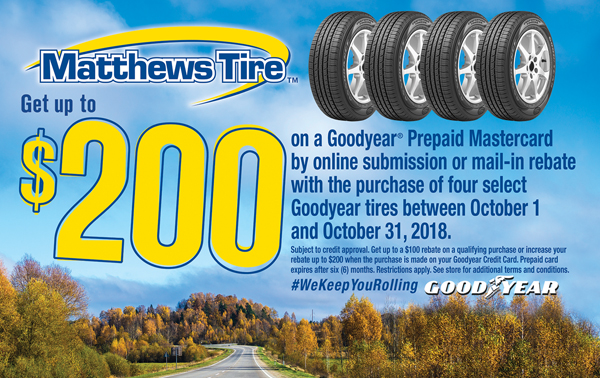 Matthews Tire™
Get up to
$200
on a Goodyear® Prepaid Mastercard
by online submission or mail-in rebate
with the purchase of four select
Goodyear tires between October 1
and October 31, 2018.
Subject to credit approval. Get up to a $100 rebate on a qualifying purchase or increase your
rebate up to $200 when the purchase is made on your Goodyear Credit Card. Prepaid card
expires after six (6) months. Restrictions apply. See store for additional terms and conditions.
#WeKeepYouRolling GOODYEAR